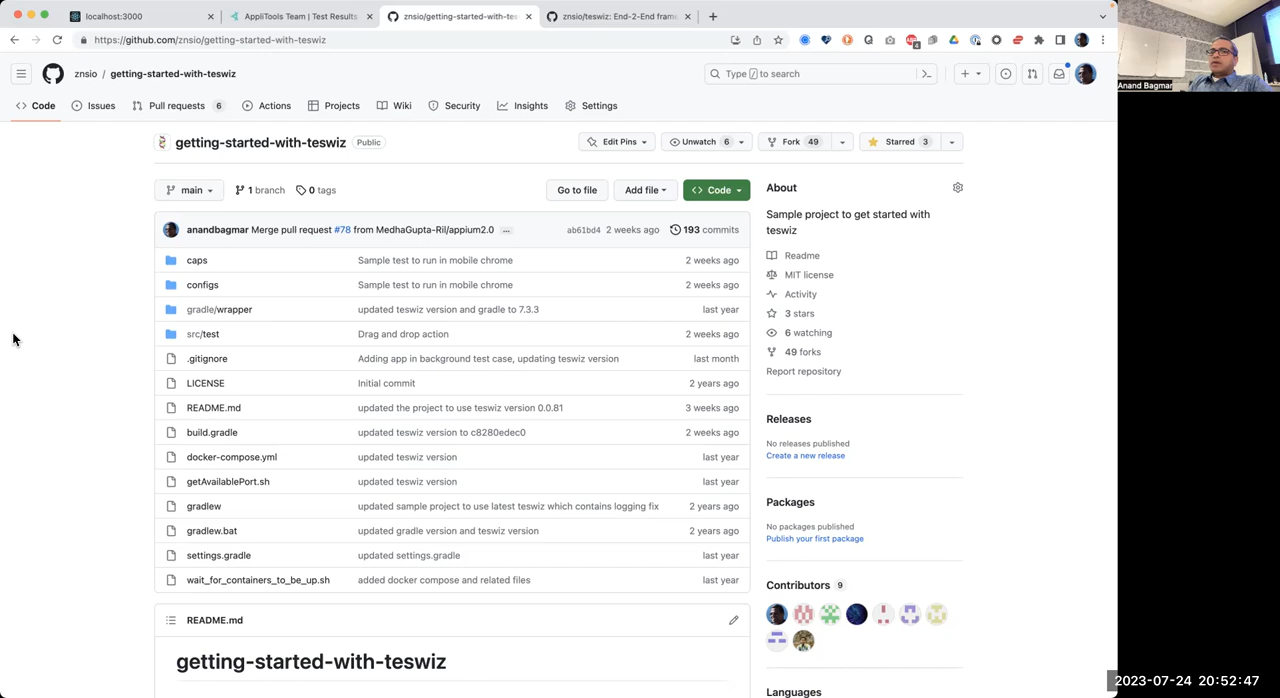 localhost:3000
AppliTools Team | Test Results
znsio/getting-started-with-tes
znsio/teswiz: End-2-End fram
https://github.com/znsio/getting-started-with-teswiz
4
Anand Bagmar
znsio / getting-started-with-teswiz
Type / to search
Code
Issues
Pull requests 6
Actions
Projects
Wiki
Security
Insights
Settings
getting-started-with-teswiz Public
Edit Pins
Unwatch 6
Fork 49
Starred 3
main
1 branch
0 tags
Go to file
Add file
Code
anandbagmar Merge pull request #78 from MedhaGupta-Ril/appium2.0 ... ab61bd4 2 weeks ago 193 commits
caps Sample test to run in mobile chrome 2 weeks ago
configs Sample test to run in mobile chrome 2 weeks ago
gradle/wrapper updated teswiz version and gradle to 7.3.3 last year
src/test Drag and drop action 2 weeks ago
.gitignore Adding app in background test case, updating teswiz version last month
LICENSE Initial commit 2 years ago
README.md updated the project to use teswiz version 0.0.81 3 weeks ago
build.gradle updated teswiz version to c8280edec0 2 weeks ago
docker-compose.yml updated teswiz version last year
getAvailablePort.sh updated teswiz version last year
gradlew updated sample project to use latest teswiz which contains logging fix 2 years ago
gradlew.bat updated gradle version and teswiz version 2 years ago
settings.gradle updated settings.gradle last year
wait_for_containers_to_be_up.sh added docker compose and related files last year
README.md
getting-started-with-teswiz
About
Sample project to get started with
teswiz
Readme
MIT license
Activity
3 stars
6 watching
49 forks
Report repository
Releases
No releases published
Create a new release
Packages
No packages published
Publish your first package
Contributors 9
Languages
2023-07-24 20:52:47